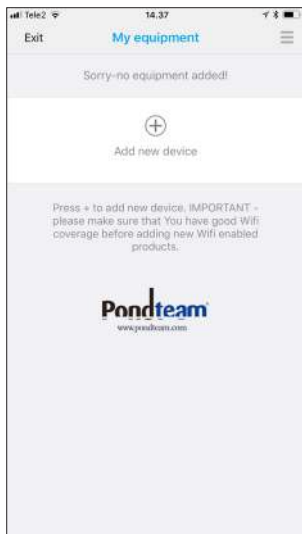 Tele2 14.37
Exit My equipment
Sorry-no equipment added!
Add new device
Press + to add new device. IMPORTANT -
please make sure that You have good Wifi
coverage before adding new Wifi enabled
products.
Pondteam
www.pondteam.com